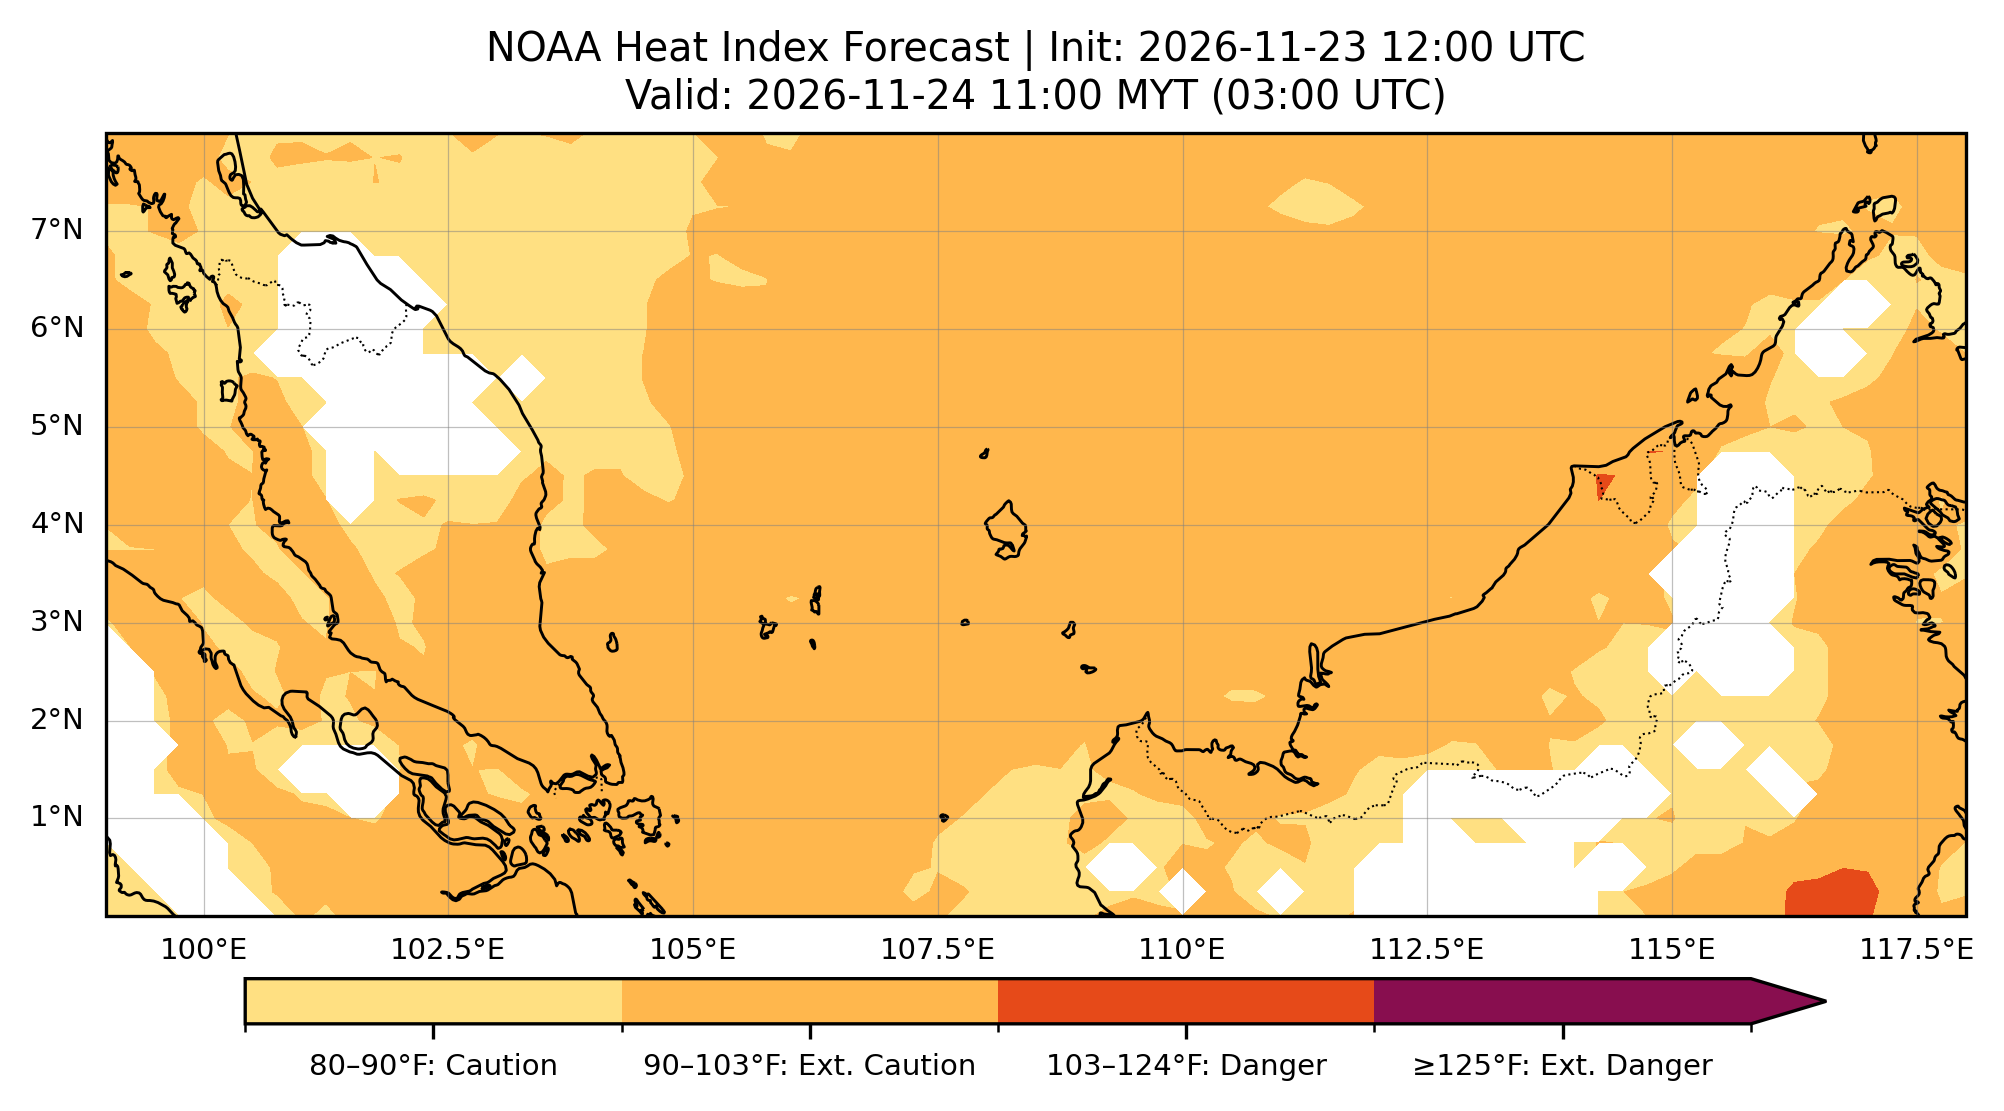 NOAA Heat Index Forecast | Init: 2026-11-23 12:00 UTC
Valid: 2026-11-24 11:00 MYT (03:00 UTC)
7°N
6°N
5°N
4°N
3°N
2°N
1°N
100°E 102.5°E 105°E 107.5°E 110°E 112.5°E 115°E 117.5°E
80–90°F: Caution 90–103°F: Ext. Caution 103–124°F: Danger ≥125°F: Ext. Danger